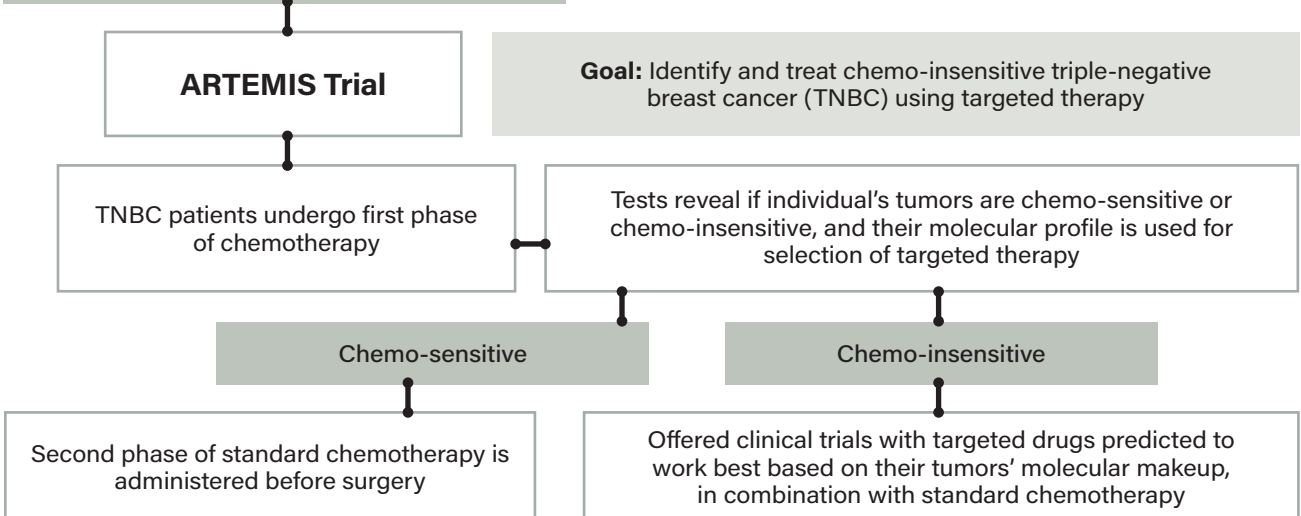 ARTEMIS Trial
Goal: Identify and treat chemo-insensitive triple-negative
breast cancer (TNBC) using targeted therapy
TNBC patients undergo first phase
of chemotherapy
Tests reveal if individual’s tumors are chemo-sensitive or
chemo-insensitive, and their molecular profile is used for
selection of targeted therapy
Chemo-sensitive
Chemo-insensitive
Second phase of standard chemotherapy is
administered before surgery
Offered clinical trials with targeted drugs predicted to
work best based on their tumors’ molecular makeup,
in combination with standard chemotherapy